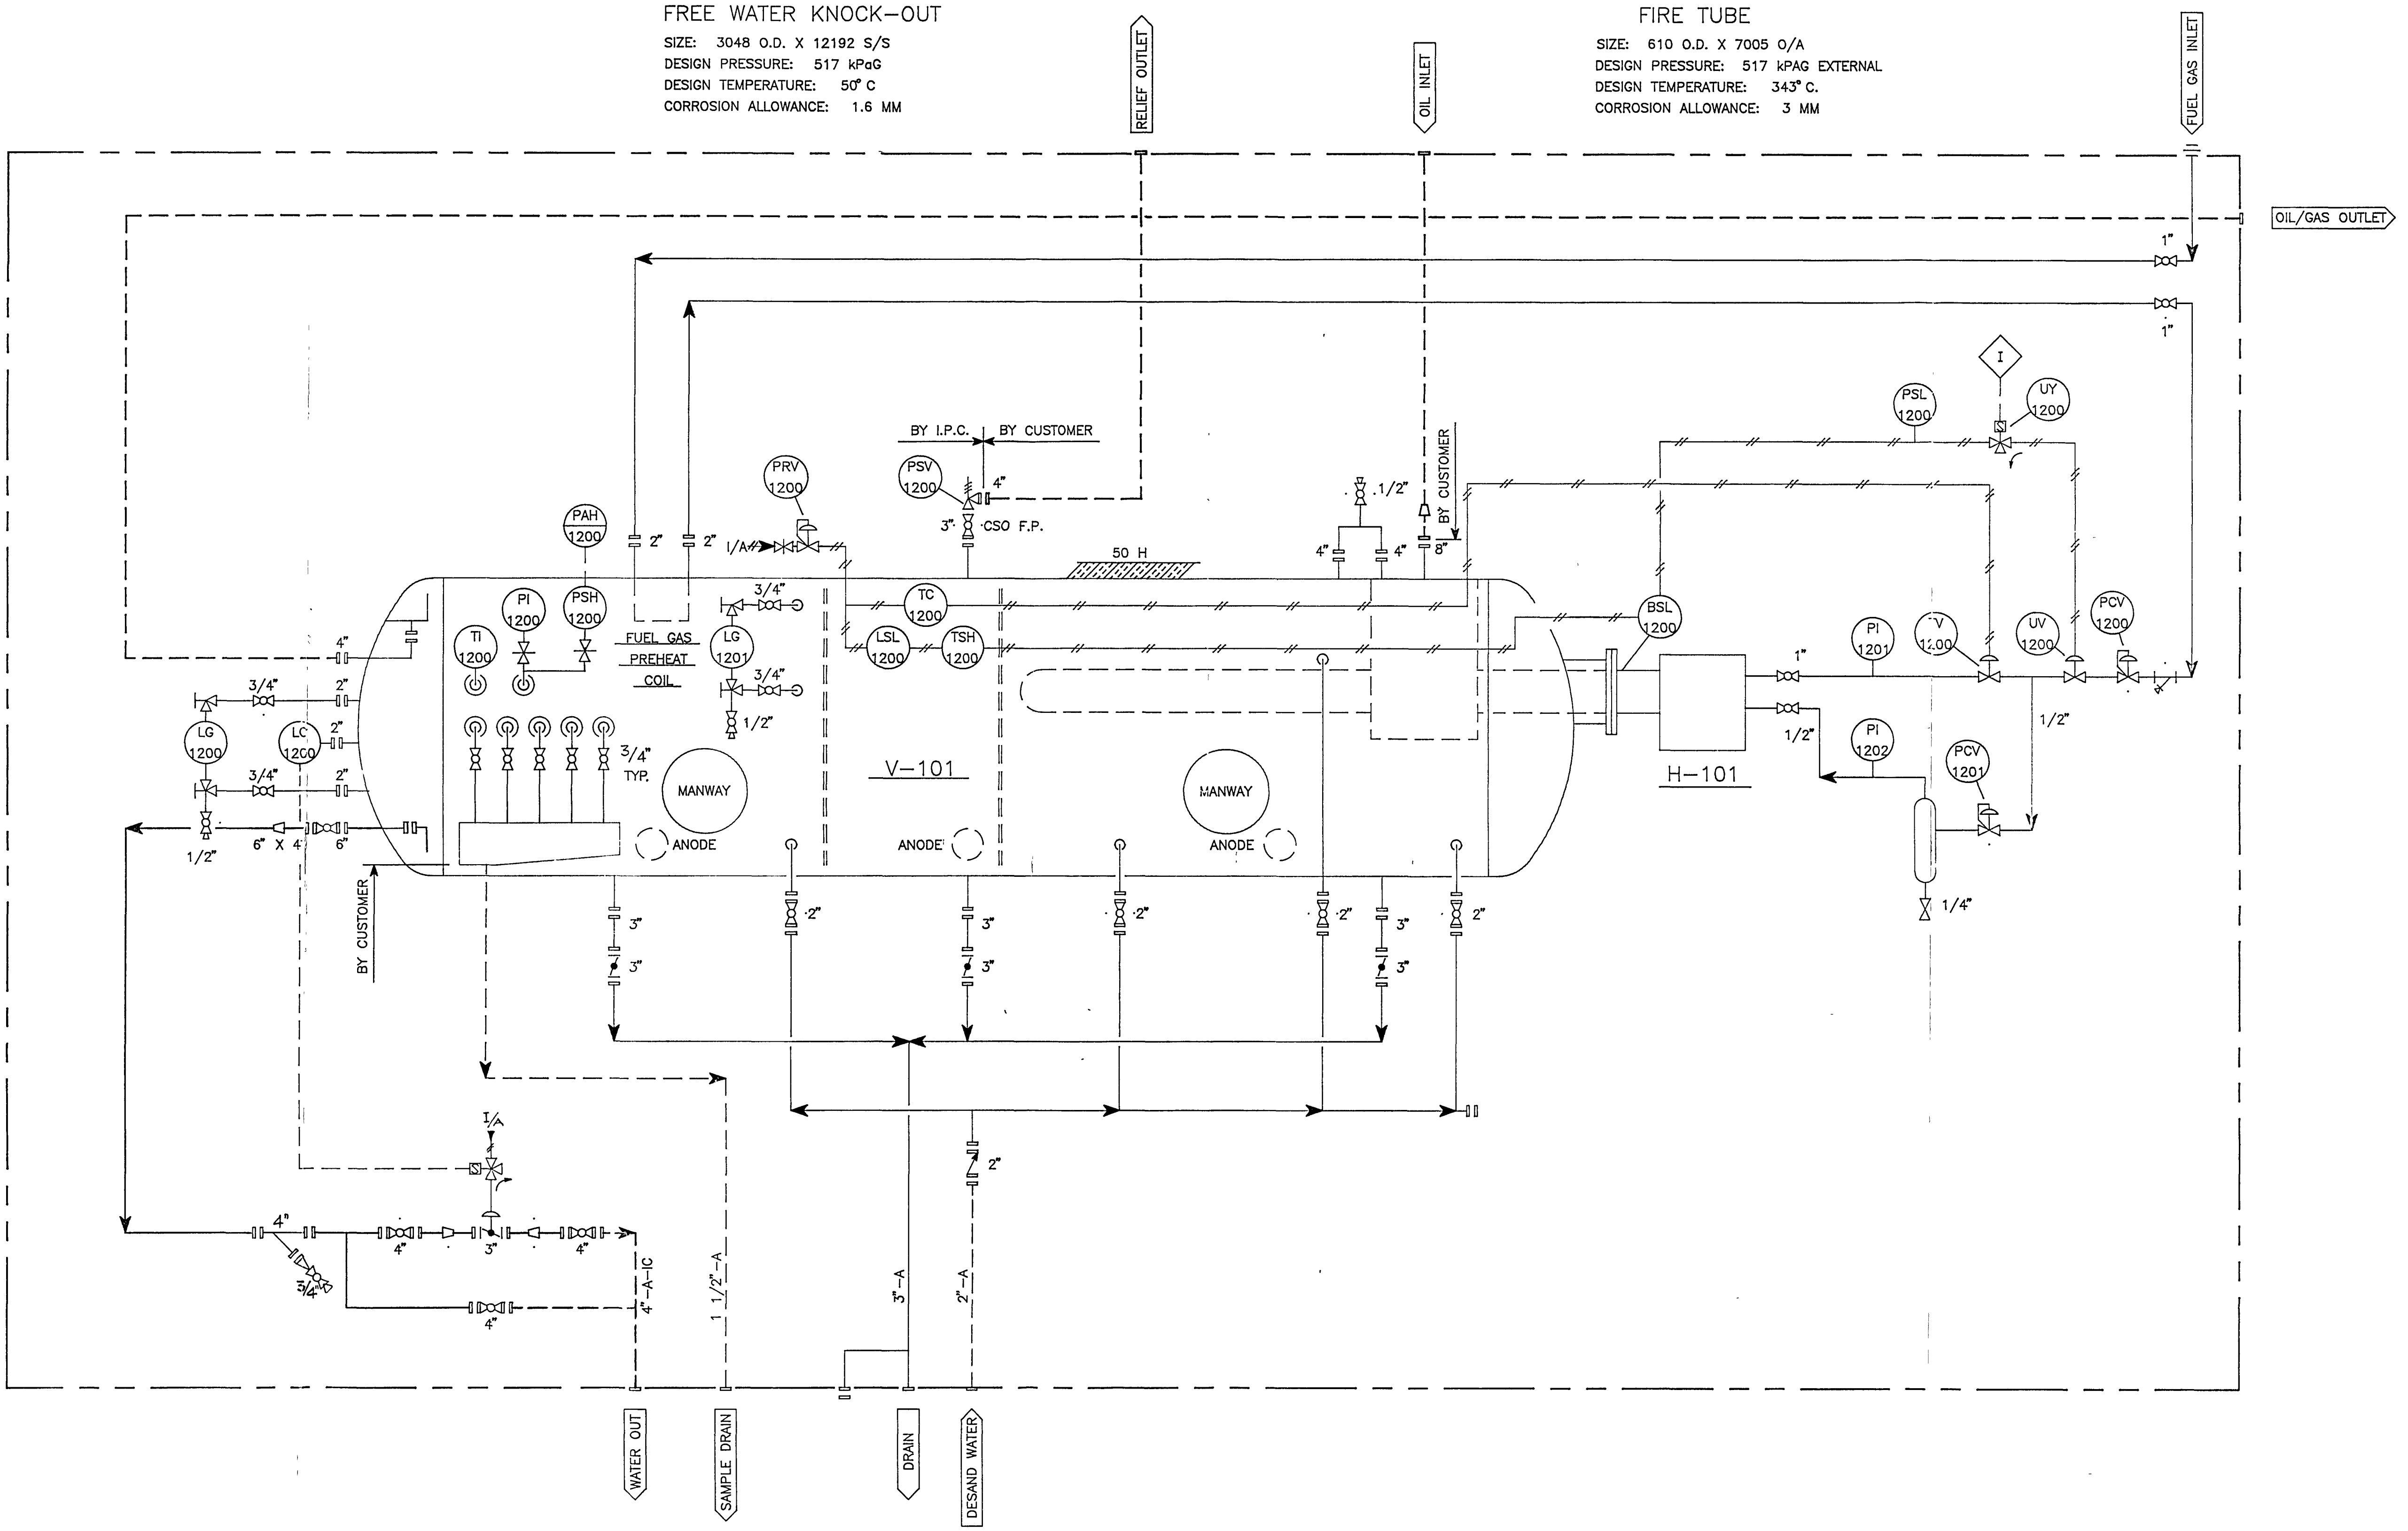 FREE WATER KNOCK-OUT
SIZE: 3048 O.D. X 12192 S/S
DESIGN PRESSURE: 517 kPaG
DESIGN TEMPERATURE: 50° C
CORROSION ALLOWANCE: 1.6 MM
RELIEF OUTLET
OIL INLET
FIRE TUBE
SIZE: 610 O.D. X 7005 O/A
DESIGN PRESSURE: 517 kPAG EXTERNAL
DESIGN TEMPERATURE: 343° C.
CORROSION ALLOWANCE: 3 MM
FUEL GAS INLET
OIL/GAS OUTLET
1"
1"
I
UY
1200
PSL
1200
BY I.P.C.
BY CUSTOMER
BY CUSTOMER
PRV
1200
PSV
1200
4"
3"
CSO F.P.
1/2"
PAH
1200
2"
2"
I/A
50 H
4"
4"
8"
PI
1200
PSH
1200
TI
1200
FUEL GAS
PREHEAT
COIL
3/4"
LG
1201
3/4"
1/2"
TC
1200
LSL
1200
TSH
1200
BSL
1200
PI
1201
1200
UV
1200
PCV
1200
1"
1/2"
1/2"
PI
1202
PCV
1201
1/4"
H-101
4"
3/4"
2"
LG
1200
LC
1200
2"
3/4"
2"
1/2"
6" X 4
6"
3/4"
TYP.
MANWAY
V-101
MANWAY
ANODE
ANODE
ANODE
BY CUSTOMER
3"
2"
3"
2"
2"
3"
2"
3"
3"
3"
I/A
2"
4"
4"
3"
4"
3/4"
4"
4"-A-IC
1 1/2"-A
3"-A
2"-A
WATER OUT
SAMPLE DRAIN
DRAIN
DESAND WATER